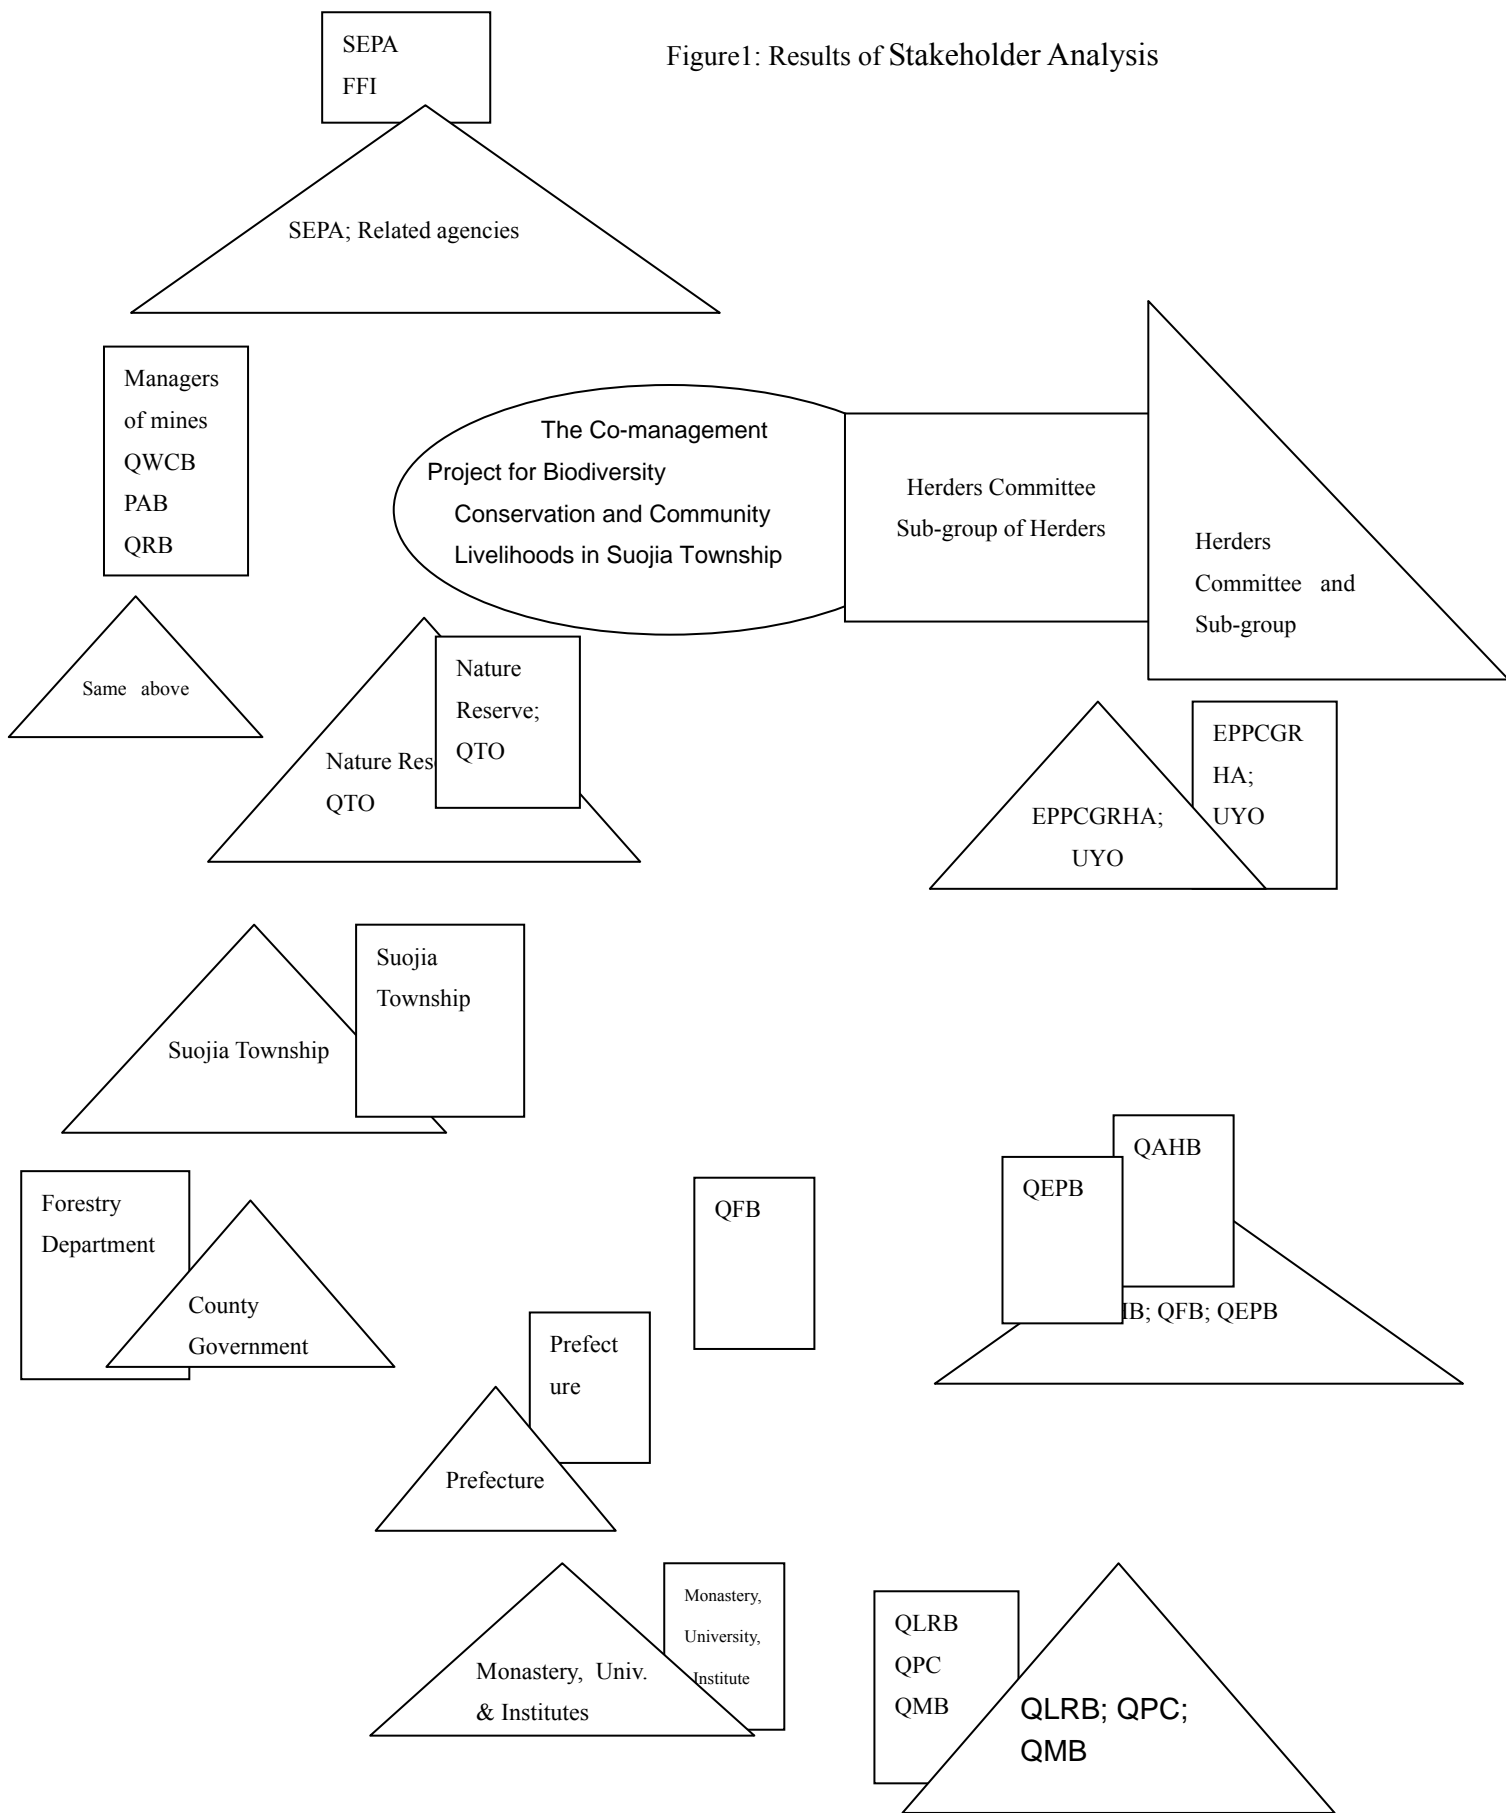 SEPA
FFI
Figure1: Results of Stakeholder Analysis
SEPA; Related agencies
Managers
of mines
QWCB
PAB
QRB
The Co-management
Project for Biodiversity
Conservation and Community
Livelihoods in Suojia Township
Herders Committee
Sub-group of Herders
Herders
Committee and
Sub-group
Same above
Nature
Reserve;
QTO
Nature
QTO
EPPCGR
HA;
UYO
EPPCGRHA;
UYO
Suojia
Township
Suojia Township
Forestry
Department
County
Government
QFB
QAHB
QEPB
QFB; QEPB
Prefect
ure
Prefecture
Monastery,
University,
Institute
Monastery, Univ.
& Institutes
QLRB
QPC
QMB
QLRB; QPC;
QMB